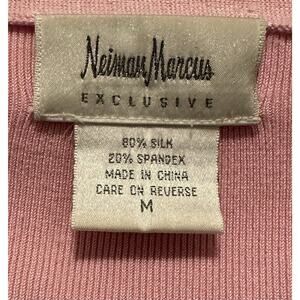 Neiman Marcus
EXCLUSIVE
80% SILK
20% SPANDEX
MADE IN CHINA
CARE ON REVERSE
M